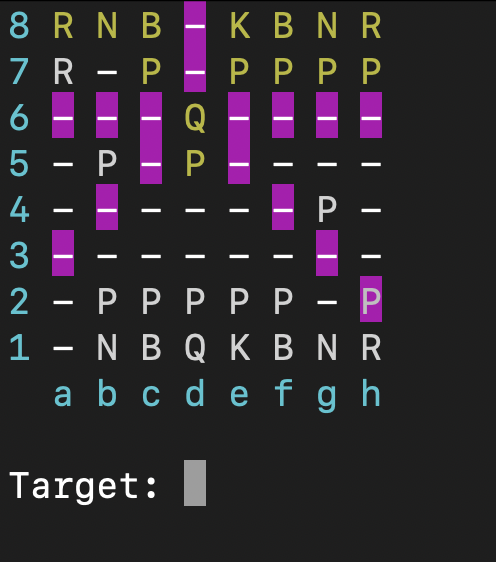 8 R N B – K B N R
7 R – P – P P P P
6 – – – Q – – – –
5 – P – P – – – –
4 – – – – – – P –
3 – – – – – – – –
2 – P P P P P – P
1 – N B Q K B N R
a b c d e f g h
Target: